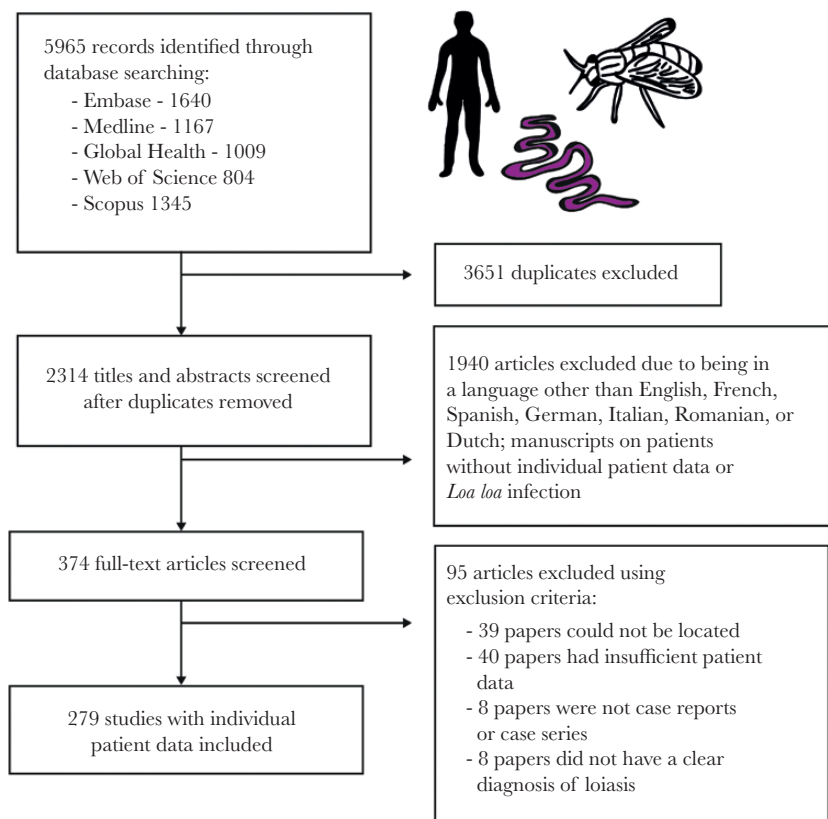 5965 records identified through
database searching:
- Embase - 1640
- Medline - 1167
- Global Health - 1009
- Web of Science 804
- Scopus 1345
3651 duplicates excluded
2314 titles and abstracts screened
after duplicates removed
1940 articles excluded due to being in
a language other than English, French,
Spanish, German, Italian, Romanian, or
Dutch; manuscripts on patients
without individual patient data or
Loa loa infection
374 full-text articles screened
95 articles excluded using
exclusion criteria:
- 39 papers could not be located
- 40 papers had insufficient patient
data
- 8 papers were not case reports
or case series
- 8 papers did not have a clear
diagnosis of loiasis
279 studies with individual
patient data included